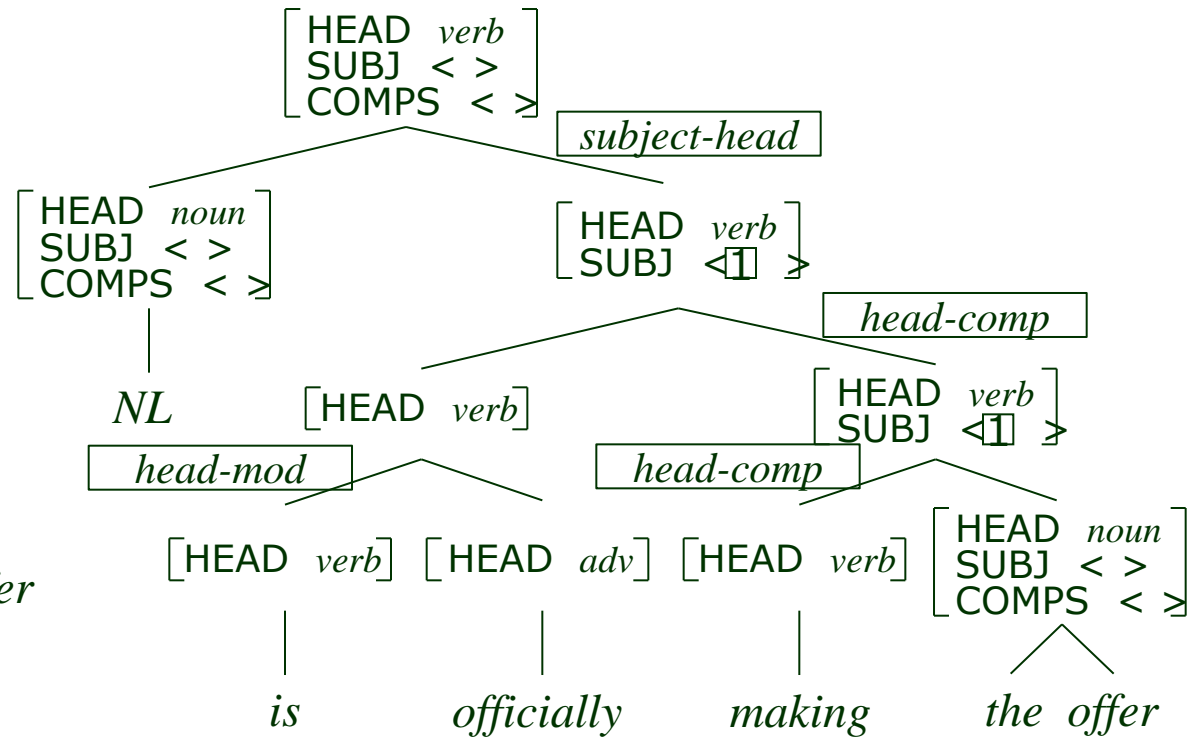 HEAD verb
SUBJ < >
COMPS < >
subject-head
HEAD noun
SUBJ < >
COMPS < >
HEAD verb
SUBJ <1 >
head-comp
NL
HEAD verb
HEAD verb
SUBJ <1 >
head-mod
head-comp
HEAD verb
HEAD adv
HEAD verb
HEAD noun
SUBJ < >
COMPS < >
er
is officially making the offer